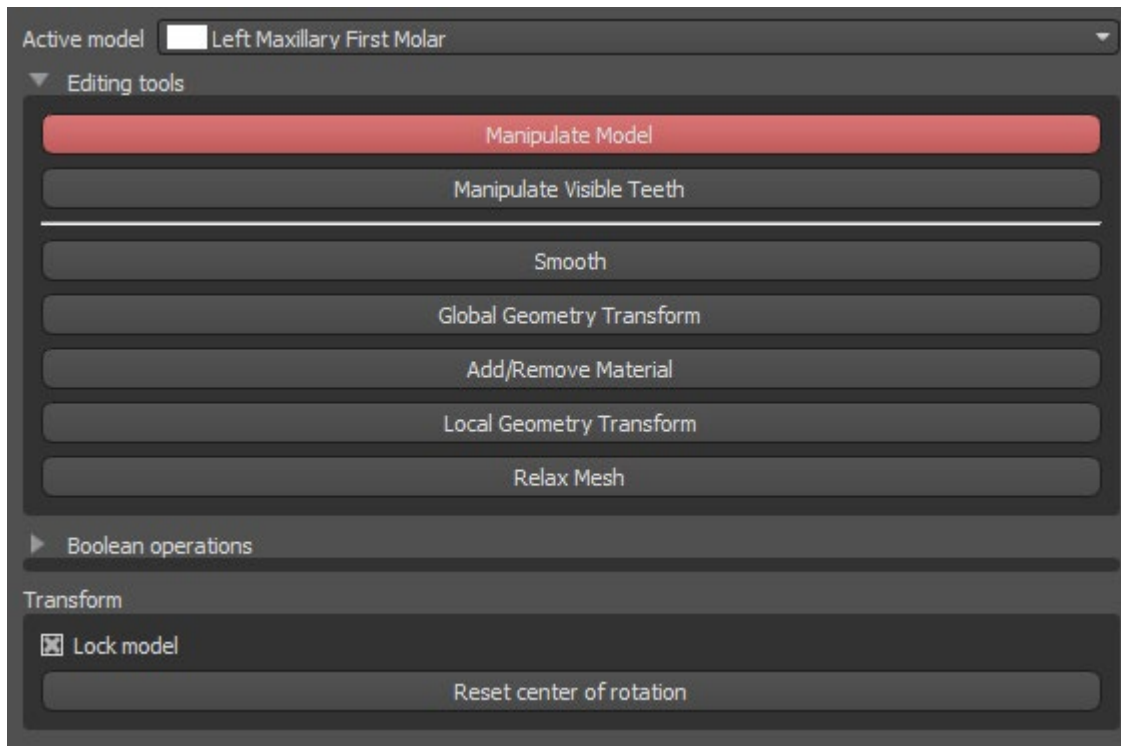 Active model Left Maxillary First Molar
Editing tools
Manipulate Model
Manipulate Visible Teeth
Smooth
Global Geometry Transform
Add/Remove Material
Local Geometry Transform
Relax Mesh
Boolean operations
Transform
Lock model
Reset center of rotation